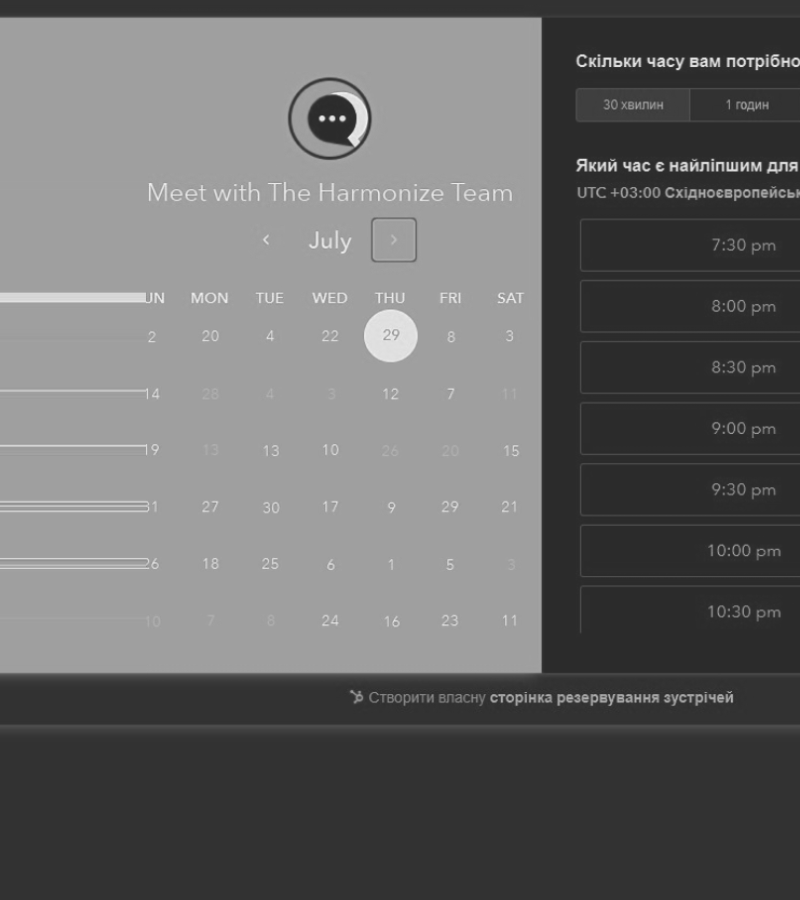 Meet with The Harmonize Team
July
UN MON TUE WED THU FRI SAT
2 20 4 22 29 8 3
14 28 4 3 12 7 11
19 13 13 10 26 20 15
31 27 30 17 9 29 21
26 18 25 6 1 5 3
10 7 8 24 16 23 11
Скільки часу вам потрібно
30 хвилин 1 годин
Який час є найліпшим для
UTC +03:00 Східноєвропейськ
7:30 pm
8:00 pm
8:30 pm
9:00 pm
9:30 pm
10:00 pm
10:30 pm
Створити власну сторінка резервування зустрічей